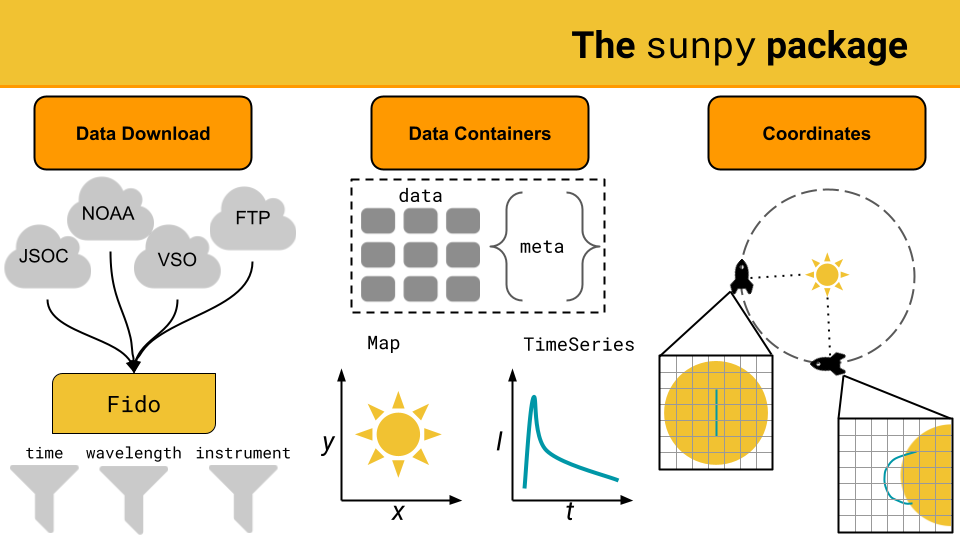 The sunpy package
Data Download
Data Containers
Coordinates
NOAA
FTP
JSOC
VSO
Fido
time
wavelength
instrument
data
meta
Map
TimeSeries
y
x
I
t